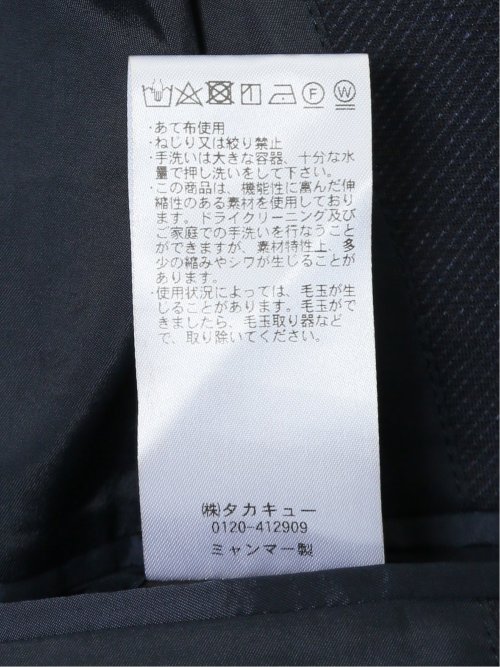 F W
・あて布使用
・ねじり又は絞り禁止
・手洗いは大きな容器、十分な水
量で押し洗いをして下さい。
・この商品は、機能性に富んだ伸
縮性のある素材を使用しており
ます。ドライクリーニング及び
ご家庭での手洗いを行なうこと
ができますが、素材特性上、多
少の縮みやシワが生じることが
あります。
・使用状況によっては、毛玉が生
じることがあります。毛玉がで
きましたら、毛玉取り器など
で、取り除いてください。
(株)タカキュー
0120-412909
ミャンマー製